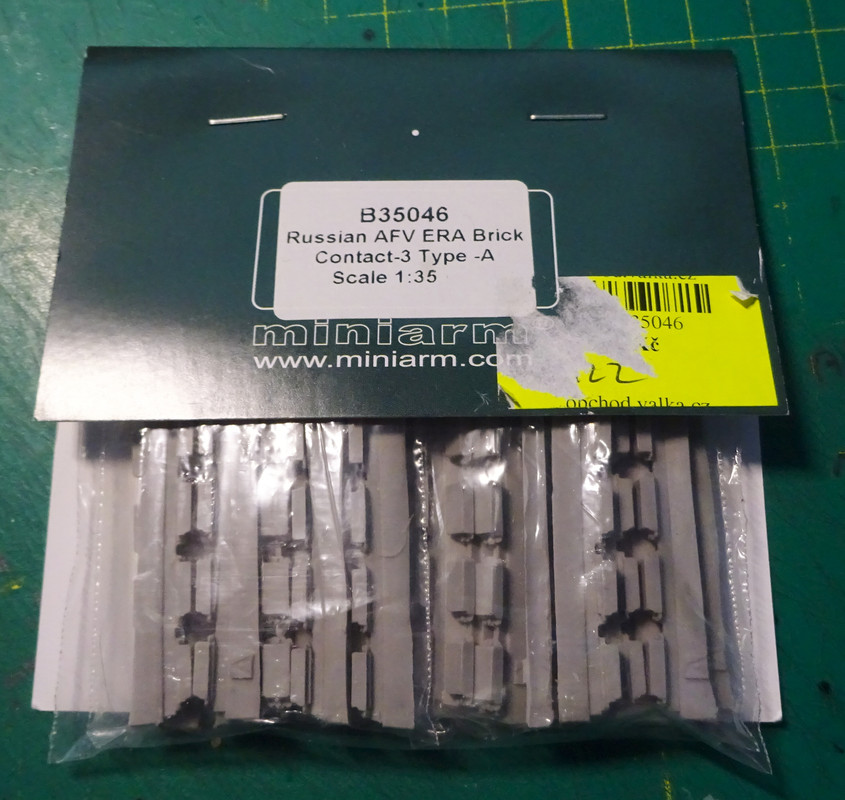 B35046
Russian AFV ERA Brick
Contact-3 Type -A
Scale 1:35
miniarm
www.miniarm.com
35046
Kč
obchod.valka.cz